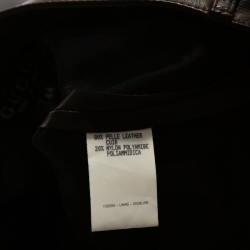 80% PELLE LEATHER
CUIR
20% NYLON POLYAMIDE
POLIAMMIDICA